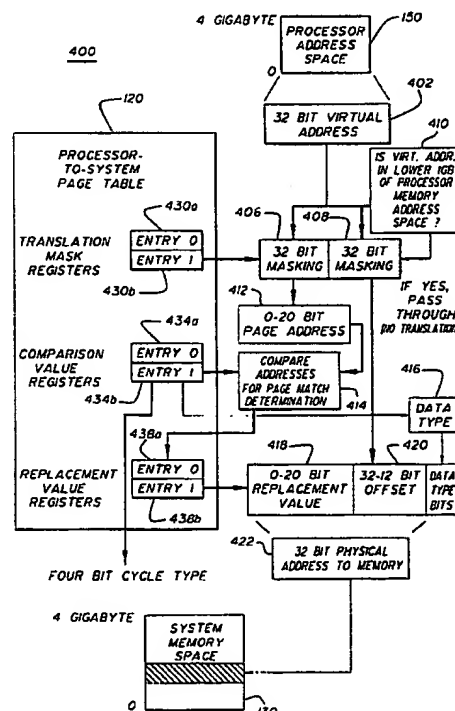 4 GIGABYTE
150
400
PROCESSOR
ADDRESS
SPACE
0
402
120
32 BIT VIRTUAL
ADDRESS
410
PROCESSOR-
TO-SYSTEM
PAGE TABLE
IS VIRT. ADDR.
IN LOWER 1GB
OF PROCESSOR
MEMORY
ADDRESS
SPACE ?
430a
406
408
TRANSLATION
MASK
REGISTERS
ENTRY 0
ENTRY 1
32 BIT
MASKING
32 BIT
MASKING
430b
412
IF YES,
PASS
THROUGH
(NO TRANSLATION)
434a
0-20 BIT
PAGE ADDRESS
COMPARISON
VALUE
REGISTERS
ENTRY 0
ENTRY 1
COMPARE
ADDRESSES
FOR PAGE MATCH
DETERMINATION
416
434b
414
DATA
TYPE
438a
418
420
REPLACEMENT
VALUE
REGISTERS
ENTRY 0
ENTRY 1
0-20 BIT
REPLACEMENT
VALUE
32-12 BIT
OFFSET
DATA
TYPE
BITS
438b
422
32 BIT PHYSICAL
ADDRESS TO MEMORY
FOUR BIT CYCLE TYPE
4 GIGABYTE
SYSTEM
MEMORY
SPACE
0